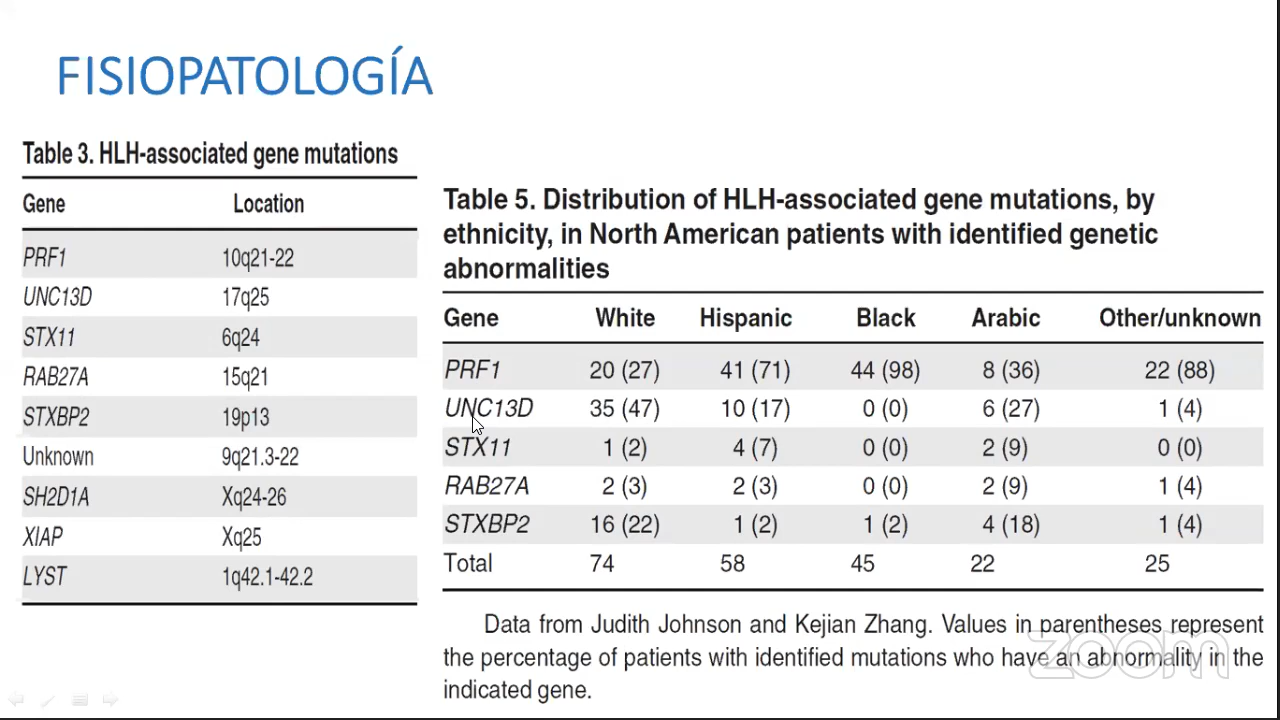 FISIOPATOLOGÍA
Table 3. HLH-associated gene mutations
Gene Location
PRF1 10q21-22
UNC13D 17q25
STX11 6q24
RAB27A 15q21
STXBP2 19p13
Unknown 9q21.3-22
SH2D1A Xq24-26
XIAP Xq25
LYST 1q42.1-42.2
Table 5. Distribution of HLH-associated gene mutations, by
ethnicity, in North American patients with identified genetic
abnormalities
Gene White Hispanic Black Arabic Other/unknown
PRF1 20 (27) 41 (71) 44 (98) 8 (36) 22 (88)
UNC13D 35 (47) 10 (17) 0 (0) 6 (27) 1 (4)
STX11 1 (2) 4 (7) 0 (0) 2 (9) 0 (0)
RAB27A 2 (3) 2 (3) 0 (0) 2 (9) 1 (4)
STXBP2 16 (22) 1 (2) 1 (2) 4 (18) 1 (4)
Total 74 58 45 22 25
Data from Judith Johnson and Kejian Zhang. Values in parentheses represent
the percentage of patients with identified mutations who have an abnormality in the
indicated gene.
zoom